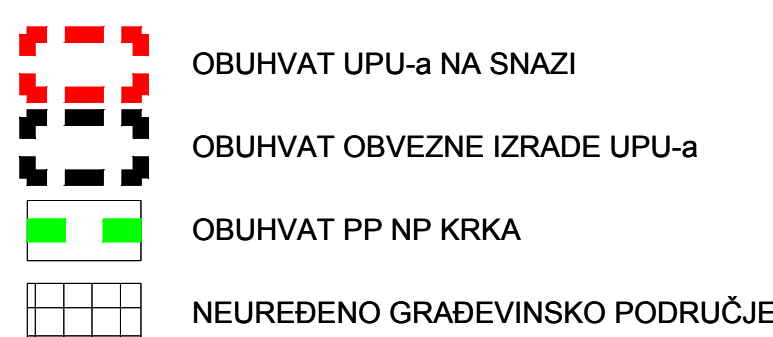 OBUHVAT UPU-a NA SNAZI
OBUHVAT OBVEZNE IZRADE UPU-a
OBUHVAT PP NP KRKA
NEUREĐENO GRAĐEVINSKO PODRUČJE